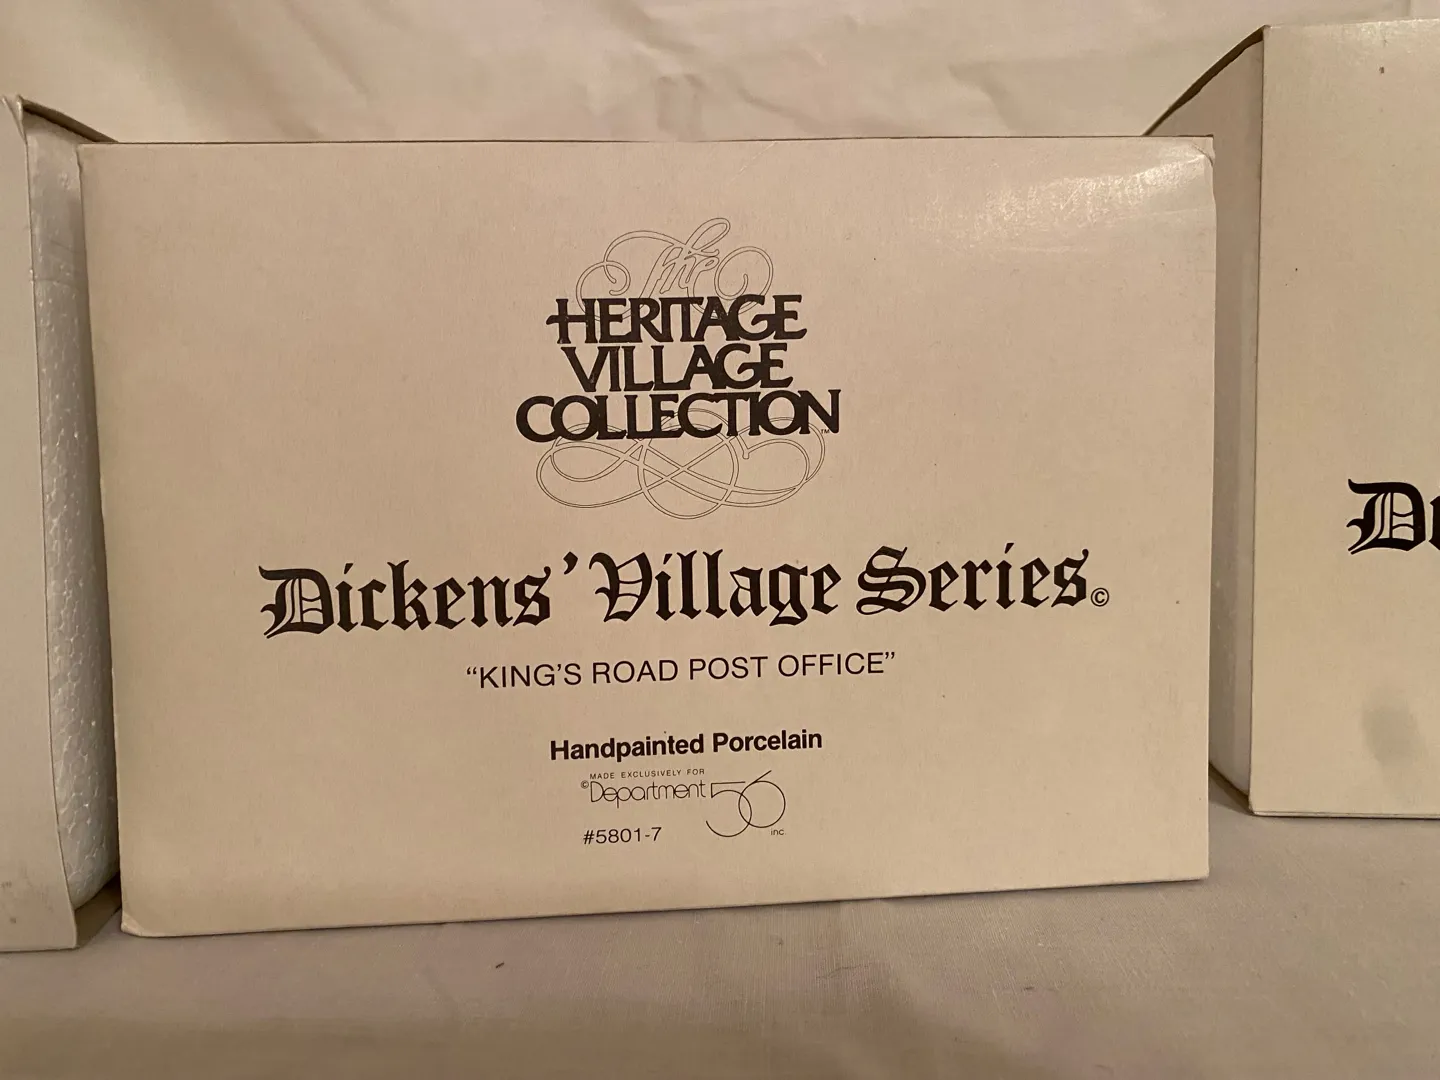 The
HERITAGE
VILLAGE
COLLECTION™
Dickens' Village Series©
“KING'S ROAD POST OFFICE”
Handpainted Porcelain
MADE EXCLUSIVELY FOR
©Department 56 inc.
#5801-7
D